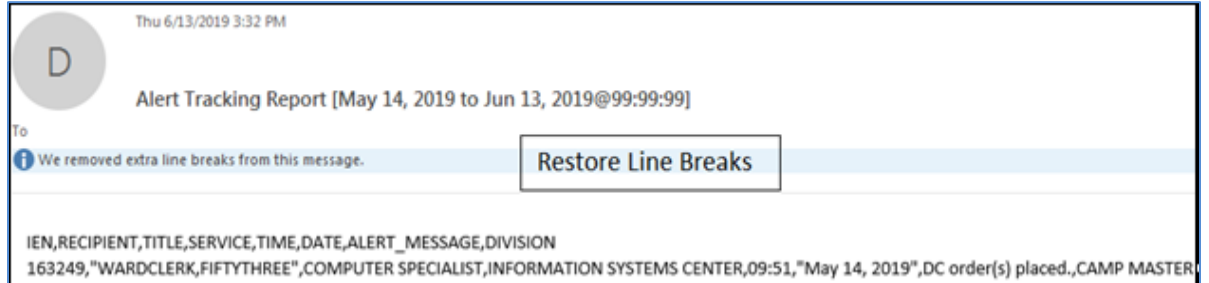 Thu 6/13/2019 3:32 PM
D
Alert Tracking Report [May 14, 2019 to Jun 13, 2019@99:99:99]
To
We removed extra line breaks from this message.
Restore Line Breaks
IEN,RECIPIENT,TITLE,SERVICE,TIME,DATE,ALERT_MESSAGE,DIVISION
163249,"WARDCLERK,FIFTYTHREE",COMPUTER SPECIALIST,INFORMATION SYSTEMS CENTER,09:51,"May 14, 2019",DC order(s) placed.,CAMP MASTER